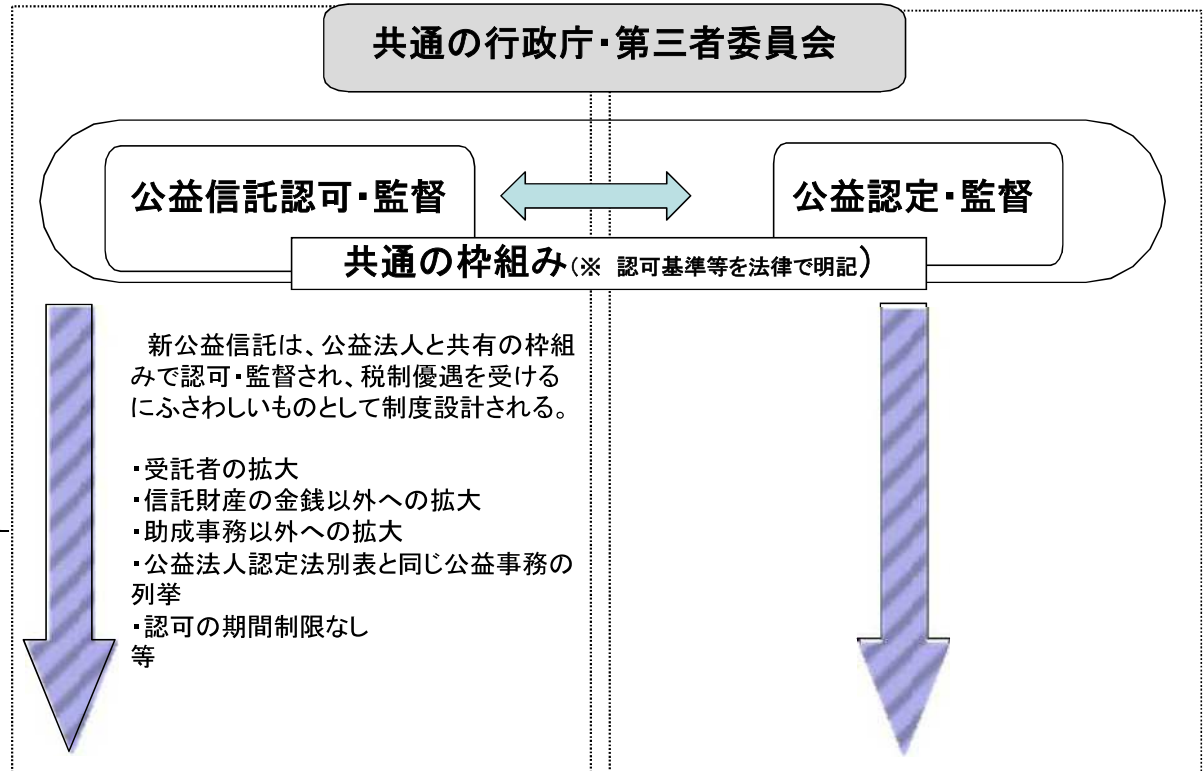 共通の行政庁・第三者委員会
公益信託認可・監督
公益認定・監督
共通の枠組み(※ 認可基準等を法律で明記)
新公益信託は、公益法人と共有の枠組
みで認可・監督され、税制優遇を受ける
にふさわしいものとして制度設計される。
・受託者の拡大
・信託財産の金銭以外への拡大
・助成事務以外への拡大
・公益法人認定法別表と同じ公益事務の
列挙
・認可の期間制限なし
等